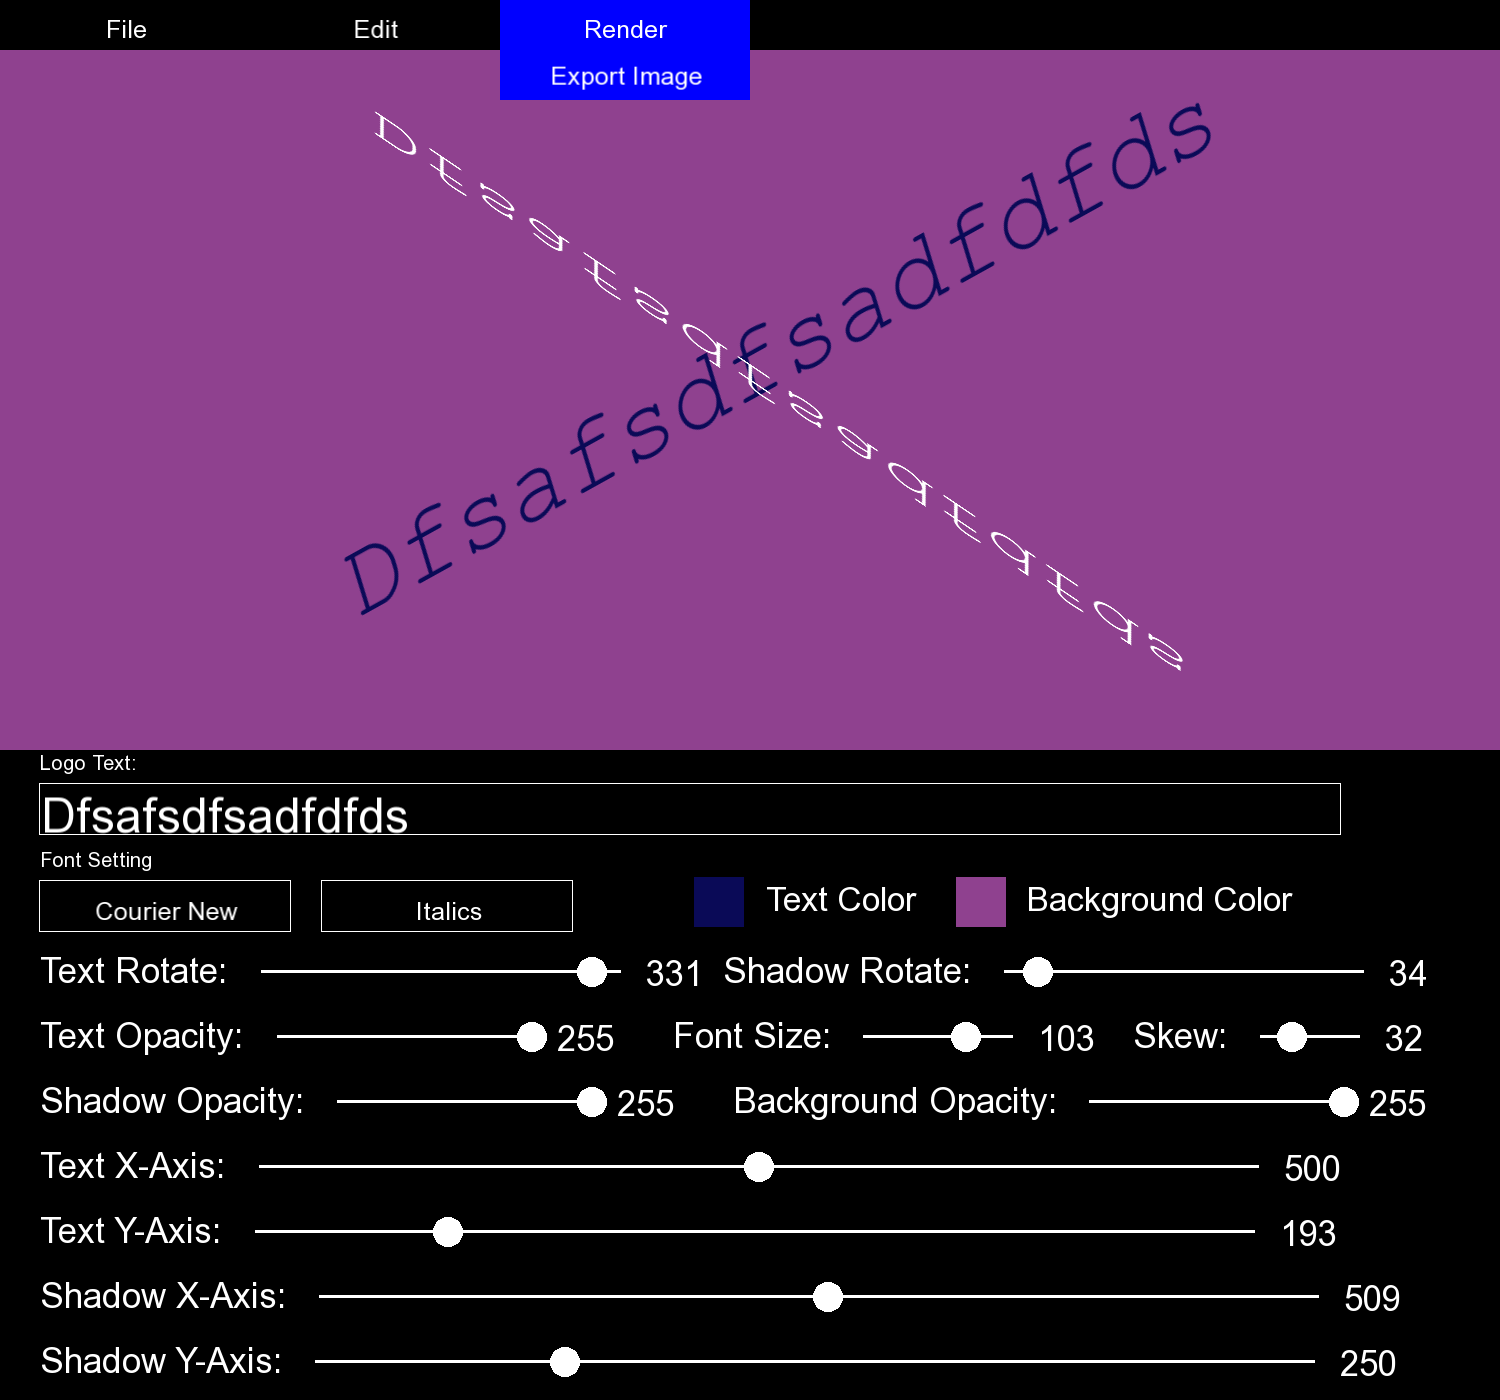 File Edit Render
Export Image
Dfsafsdfsadfdfds
Dfsafsdfsadfdfds
Logo Text:
Dfsafsdfsadfdfds
Font Setting
Courier New Italics Text Color Background Color
Text Rotate: 331 Shadow Rotate: 34
Text Opacity: 255 Font Size: 103 Skew: 32
Shadow Opacity: 255 Background Opacity: 255
Text X-Axis: 500
Text Y-Axis: 193
Shadow X-Axis: 509
Shadow Y-Axis: 250